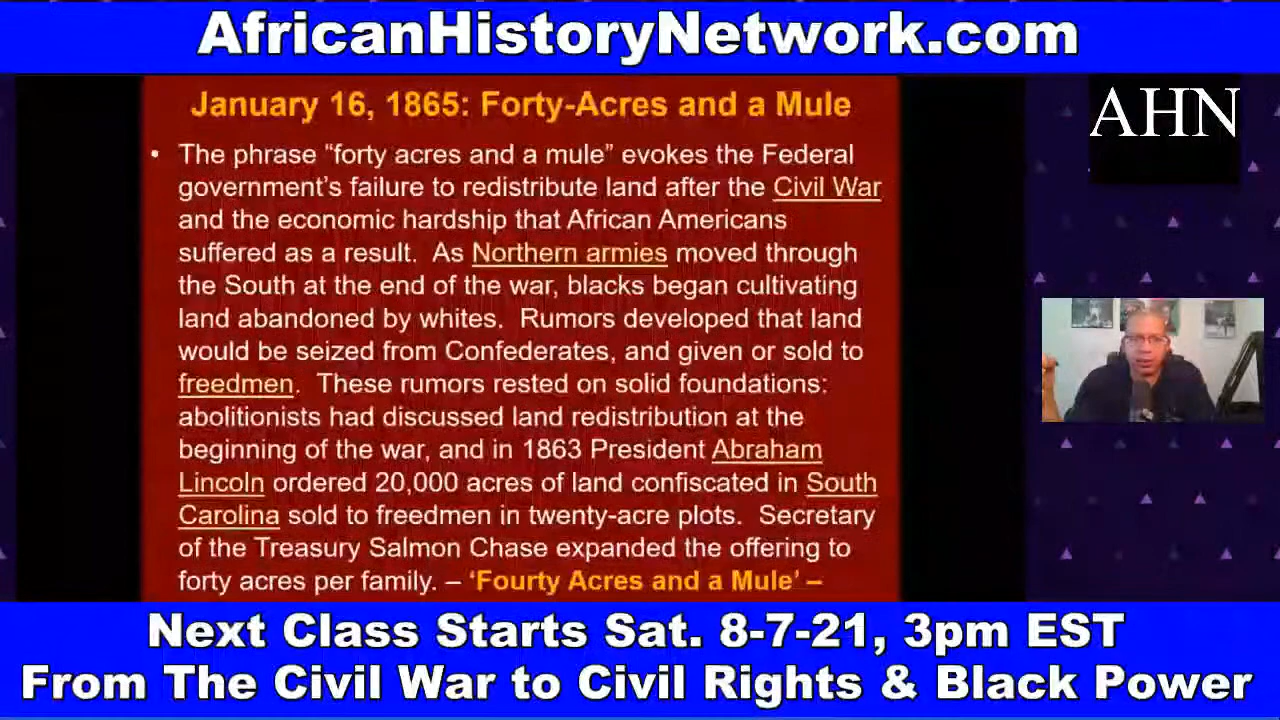 AfricanHistoryNetwork.com
AHN
January 16, 1865: Forty-Acres and a Mule
• The phrase “forty acres and a mule” evokes the Federal
government’s failure to redistribute land after the Civil War
and the economic hardship that African Americans
suffered as a result.  As Northern armies moved through
the South at the end of the war, blacks began cultivating
land abandoned by whites.  Rumors developed that land
would be seized from Confederates, and given or sold to
freedmen.  These rumors rested on solid foundations:
abolitionists had discussed land redistribution at the
beginning of the war, and in 1863 President Abraham
Lincoln ordered 20,000 acres of land confiscated in South
Carolina sold to freedmen in twenty-acre plots.  Secretary
of the Treasury Salmon Chase expanded the offering to
forty acres per family. – ‘Fourty Acres and a Mule’ –
Next Class Starts Sat. 8-7-21, 3pm EST
From The Civil War to Civil Rights & Black Power